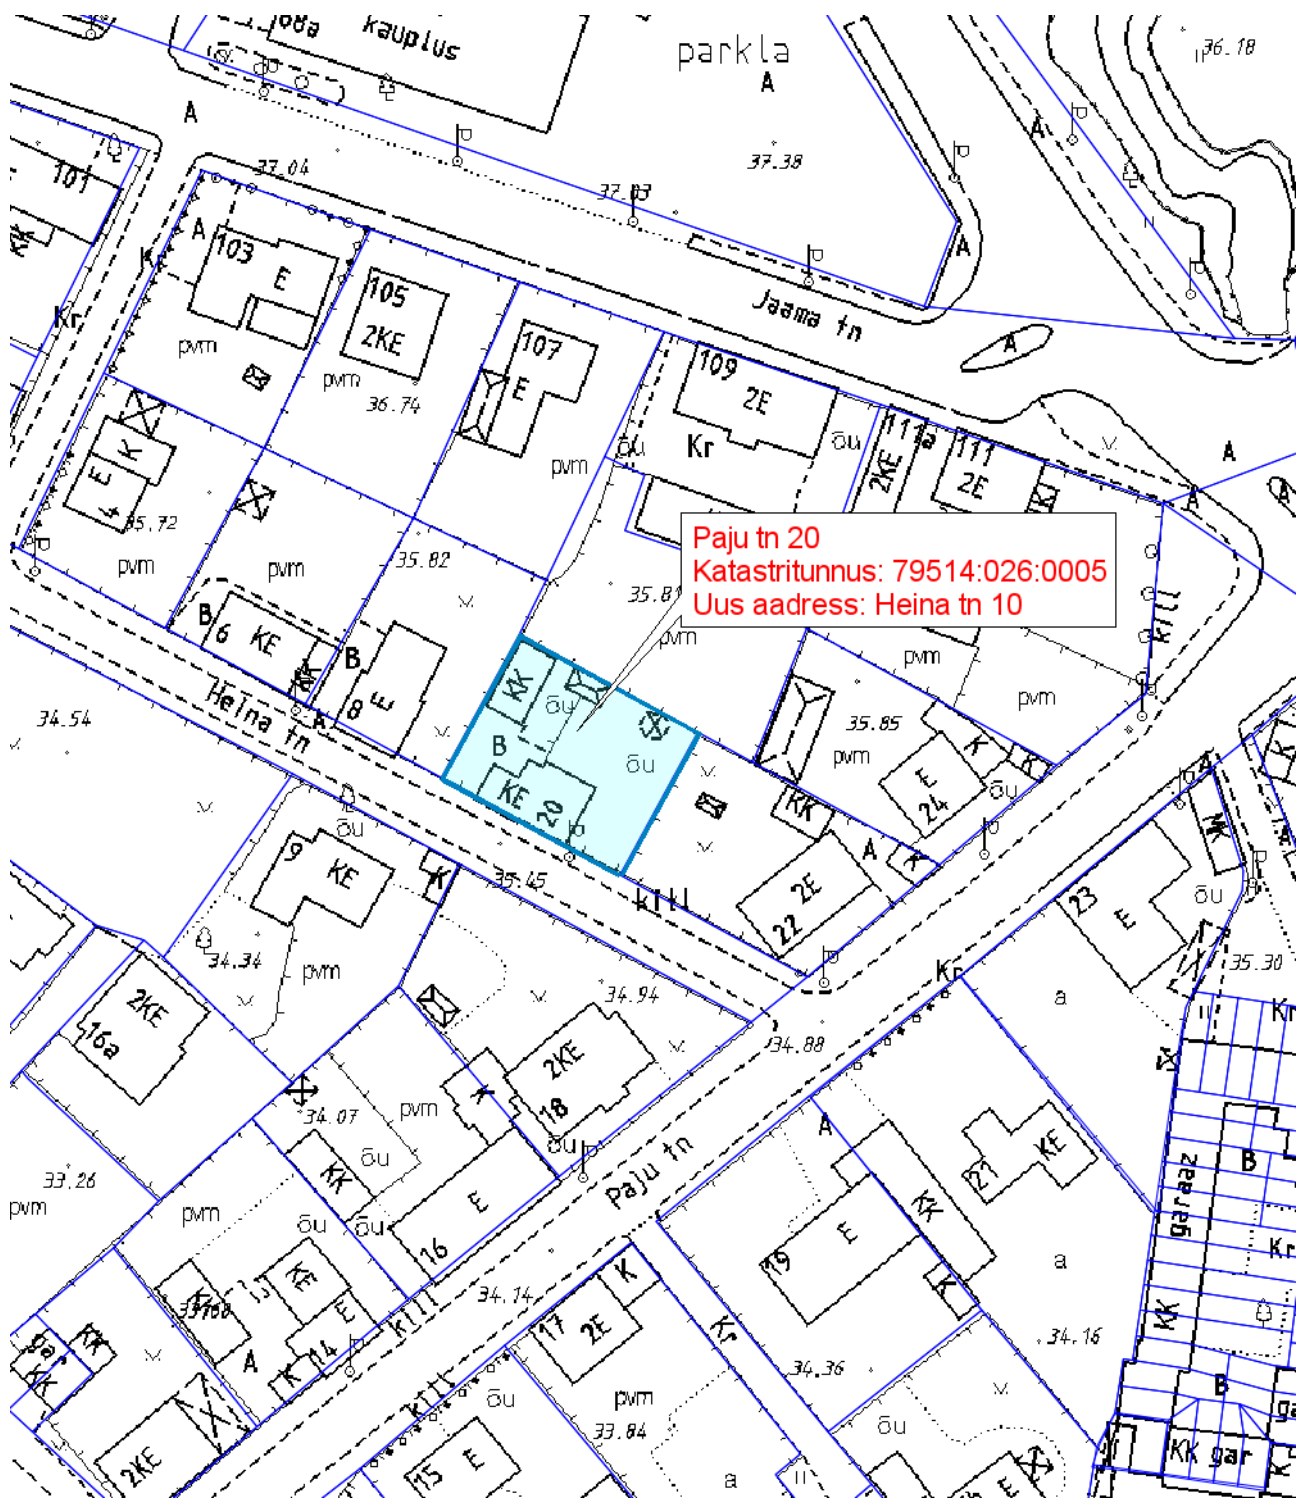 68a
kauplus
parkla
A
36.18
A
A
101
37.04
37.38
37.03
KK
A
103
E
Kr
105
2KE
pvm
pvm
36.74
107
E
Jaama tn
A
A
109
2E
Kr
õu
õu
pvm
111a
2KE
111
2E
A
A
A
K
E
4
35.72
pvm
pvm
35.82
Paju tn 20
Katastritunnus: 79514:026:0005
Uus aadress: Heina tn 10
35.81
pvm
pvm
pvm
killl
B
6
KE
KK
B
8
E
A
Heina tn
34.54
KK
õu
B
KE
20
õu
35.85
pvm
K
K
E
24
õu
KK
A
K
2E
22
35.45
9
KE
õu
K
34.34
pvm
34.94
34.88
Kr
23
E
õu
KK
A
K
A
35.30
Kr
a
2KE
16a
2KE
18
K
34.07
pvm
õu
õu
KK
õu
õu
E
16
Paju tn
33.26
pvm
pvm
A
21
KE
KK
K
19
E
a
garaaz
KK
B
Kr
B
KE
E
14
K
A
34.14
K
17
2E
Kr
34.36
34.16
KK
KK
gar
2KE
õu
pvm
33.84
15
E
a
õu
E
KK gar
K
ga